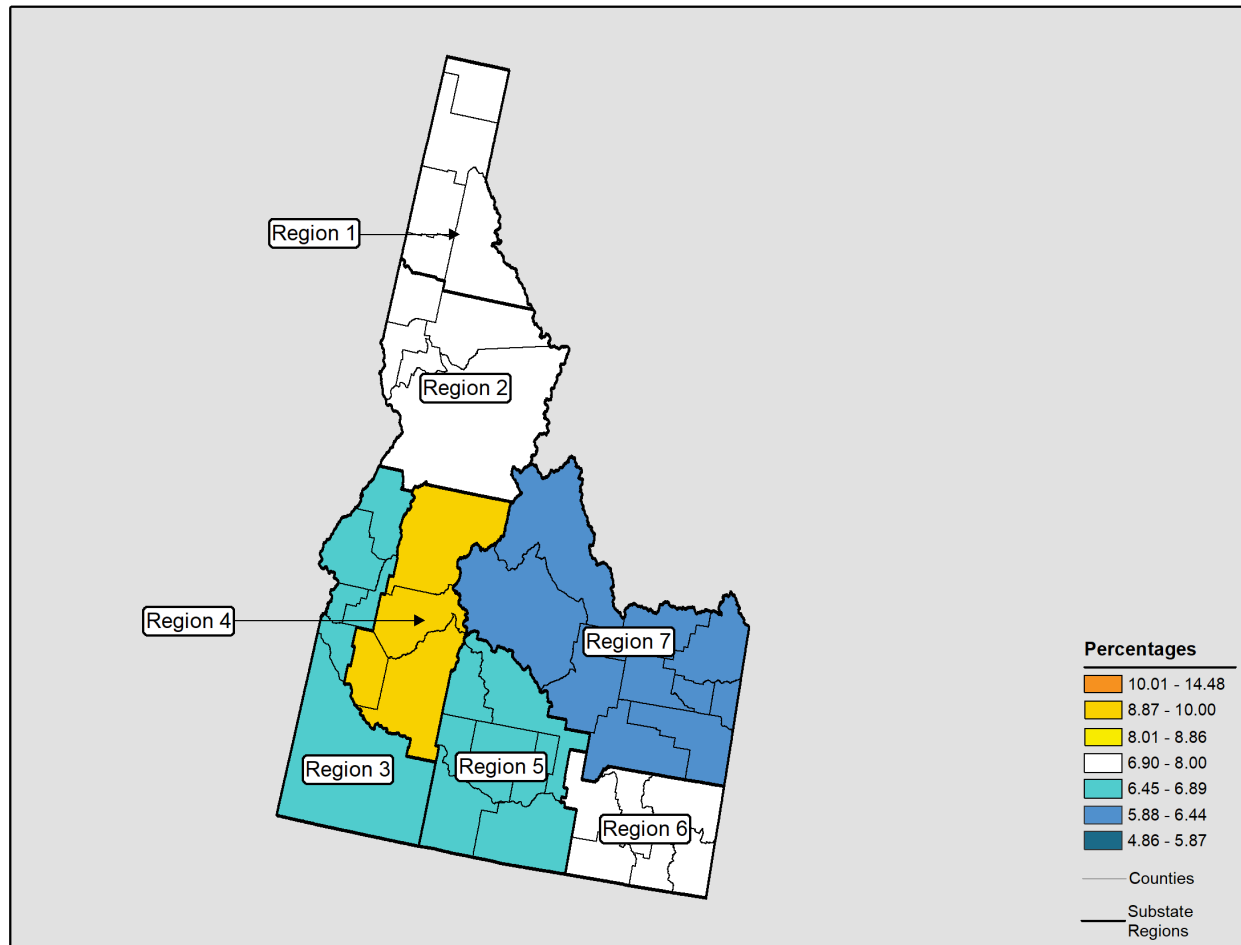 Region 1
Region 2
Region 4
Region 7
Region 3
Region 5
Region 6
Percentages
10.01 - 14.48
8.87 - 10.00
8.01 - 8.86
6.90 - 8.00
6.45 - 6.89
5.88 - 6.44
4.86 - 5.87
Counties
Substate
Regions